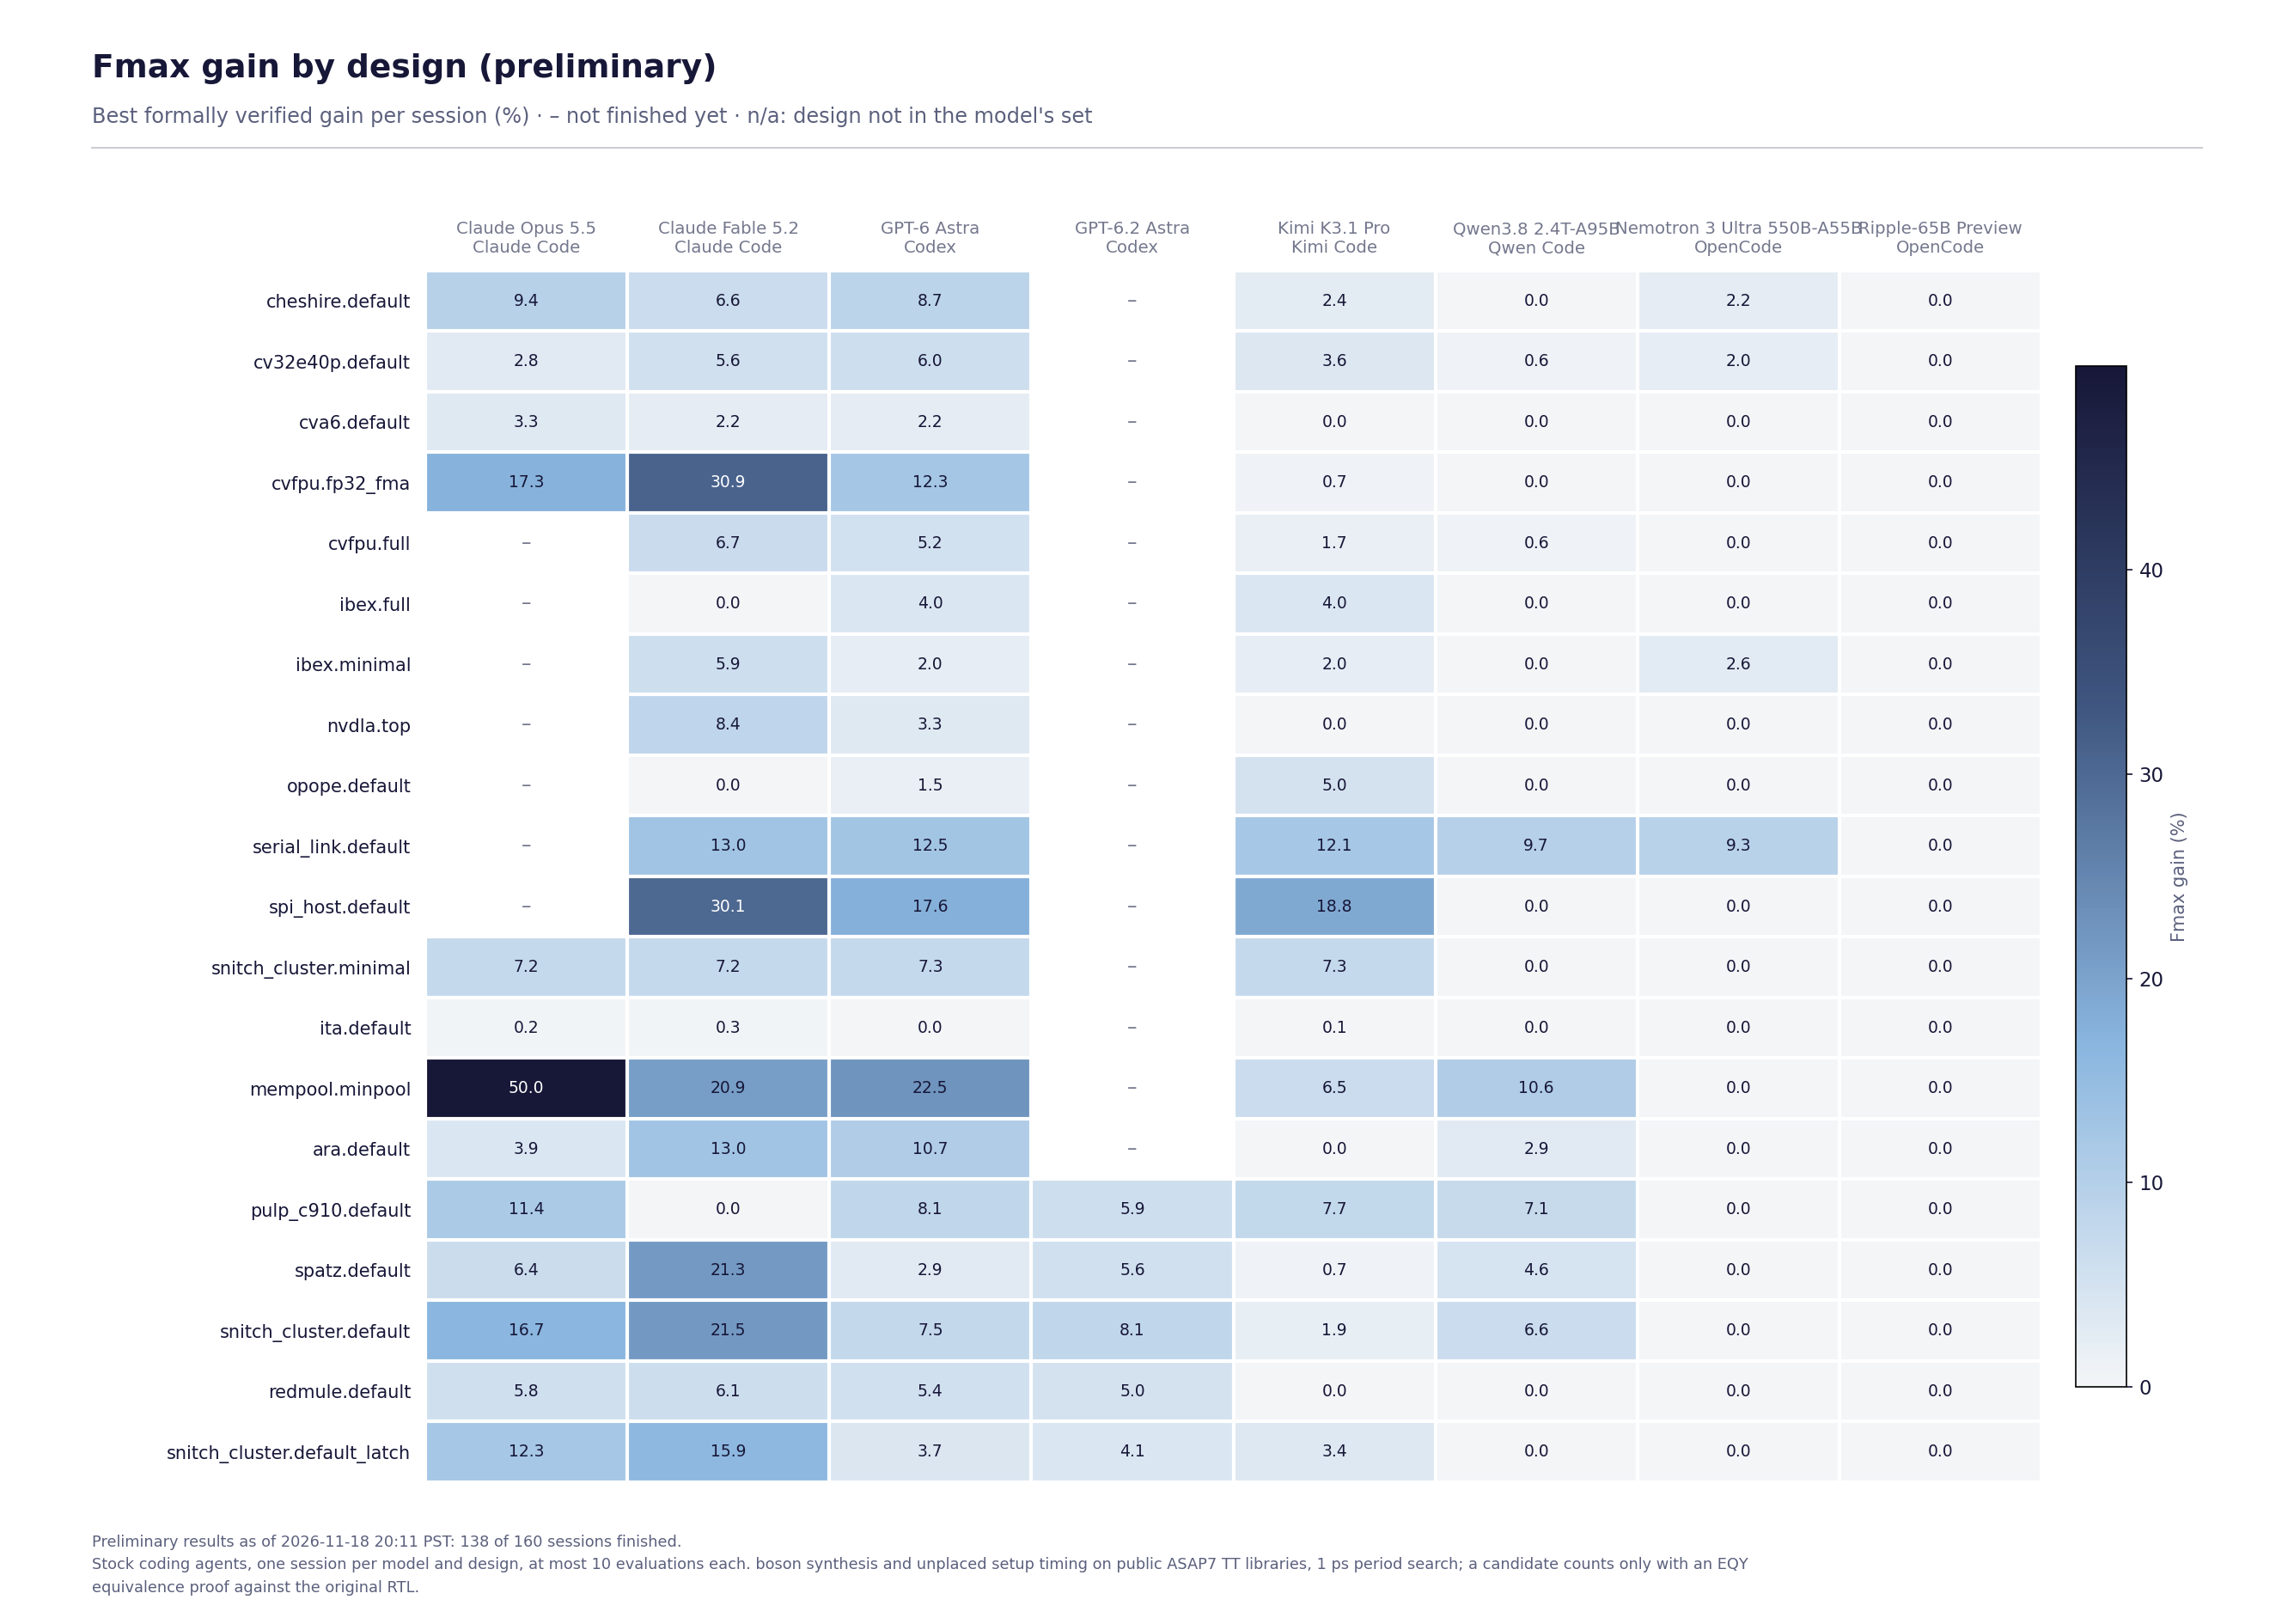 Fmax gain by design (preliminary)
Best formally verified gain per session (%) · – not finished yet · n/a: design not in the model's set
Claude Opus 5.5 Claude Fable 5.2 GPT-6 Astra GPT-6.2 Astra Kimi K3.1 Pro Qwen3.8 2.4T-A95B Nemotron 3 Ultra 550B-A55B Ripple-65B Preview
Claude Code Claude Code Codex Codex Kimi Code Qwen Code OpenCode OpenCode
cheshire.default 9.4 6.6 8.7 – 2.4 0.0 2.2 0.0
cv32e40p.default 2.8 5.6 6.0 – 3.6 0.6 2.0 0.0
cva6.default 3.3 2.2 2.2 – 0.0 0.0 0.0 0.0
cvfpu.fp32_fma 17.3 30.9 12.3 – 0.7 0.0 0.0 0.0
cvfpu.full – 6.7 5.2 – 1.7 0.6 0.0 0.0
ibex.full – 0.0 4.0 – 4.0 0.0 0.0 0.0
ibex.minimal – 5.9 2.0 – 2.0 0.0 2.6 0.0
nvdla.top – 8.4 3.3 – 0.0 0.0 0.0 0.0
opope.default – 0.0 1.5 – 5.0 0.0 0.0 0.0
serial_link.default – 13.0 12.5 – 12.1 9.7 9.3 0.0
spi_host.default – 30.1 17.6 – 18.8 0.0 0.0 0.0
snitch_cluster.minimal 7.2 7.2 7.3 – 7.3 0.0 0.0 0.0
ita.default 0.2 0.3 0.0 – 0.1 0.0 0.0 0.0
mempool.minpool 50.0 20.9 22.5 – 6.5 10.6 0.0 0.0
ara.default 3.9 13.0 10.7 – 0.0 2.9 0.0 0.0
pulp_c910.default 11.4 0.0 8.1 5.9 7.7 7.1 0.0 0.0
spatz.default 6.4 21.3 2.9 5.6 0.7 4.6 0.0 0.0
snitch_cluster.default 16.7 21.5 7.5 8.1 1.9 6.6 0.0 0.0
redmule.default 5.8 6.1 5.4 5.0 0.0 0.0 0.0 0.0
snitch_cluster.default_latch 12.3 15.9 3.7 4.1 3.4 0.0 0.0 0.0
40
30
20
10
0
Fmax gain (%)
Preliminary results as of 2026-11-18 20:11 PST: 138 of 160 sessions finished.
Stock coding agents, one session per model and design, at most 10 evaluations each. boson synthesis and unplaced setup timing on public ASAP7 TT libraries, 1 ps period search; a candidate counts only with an EQY
equivalence proof against the original RTL.